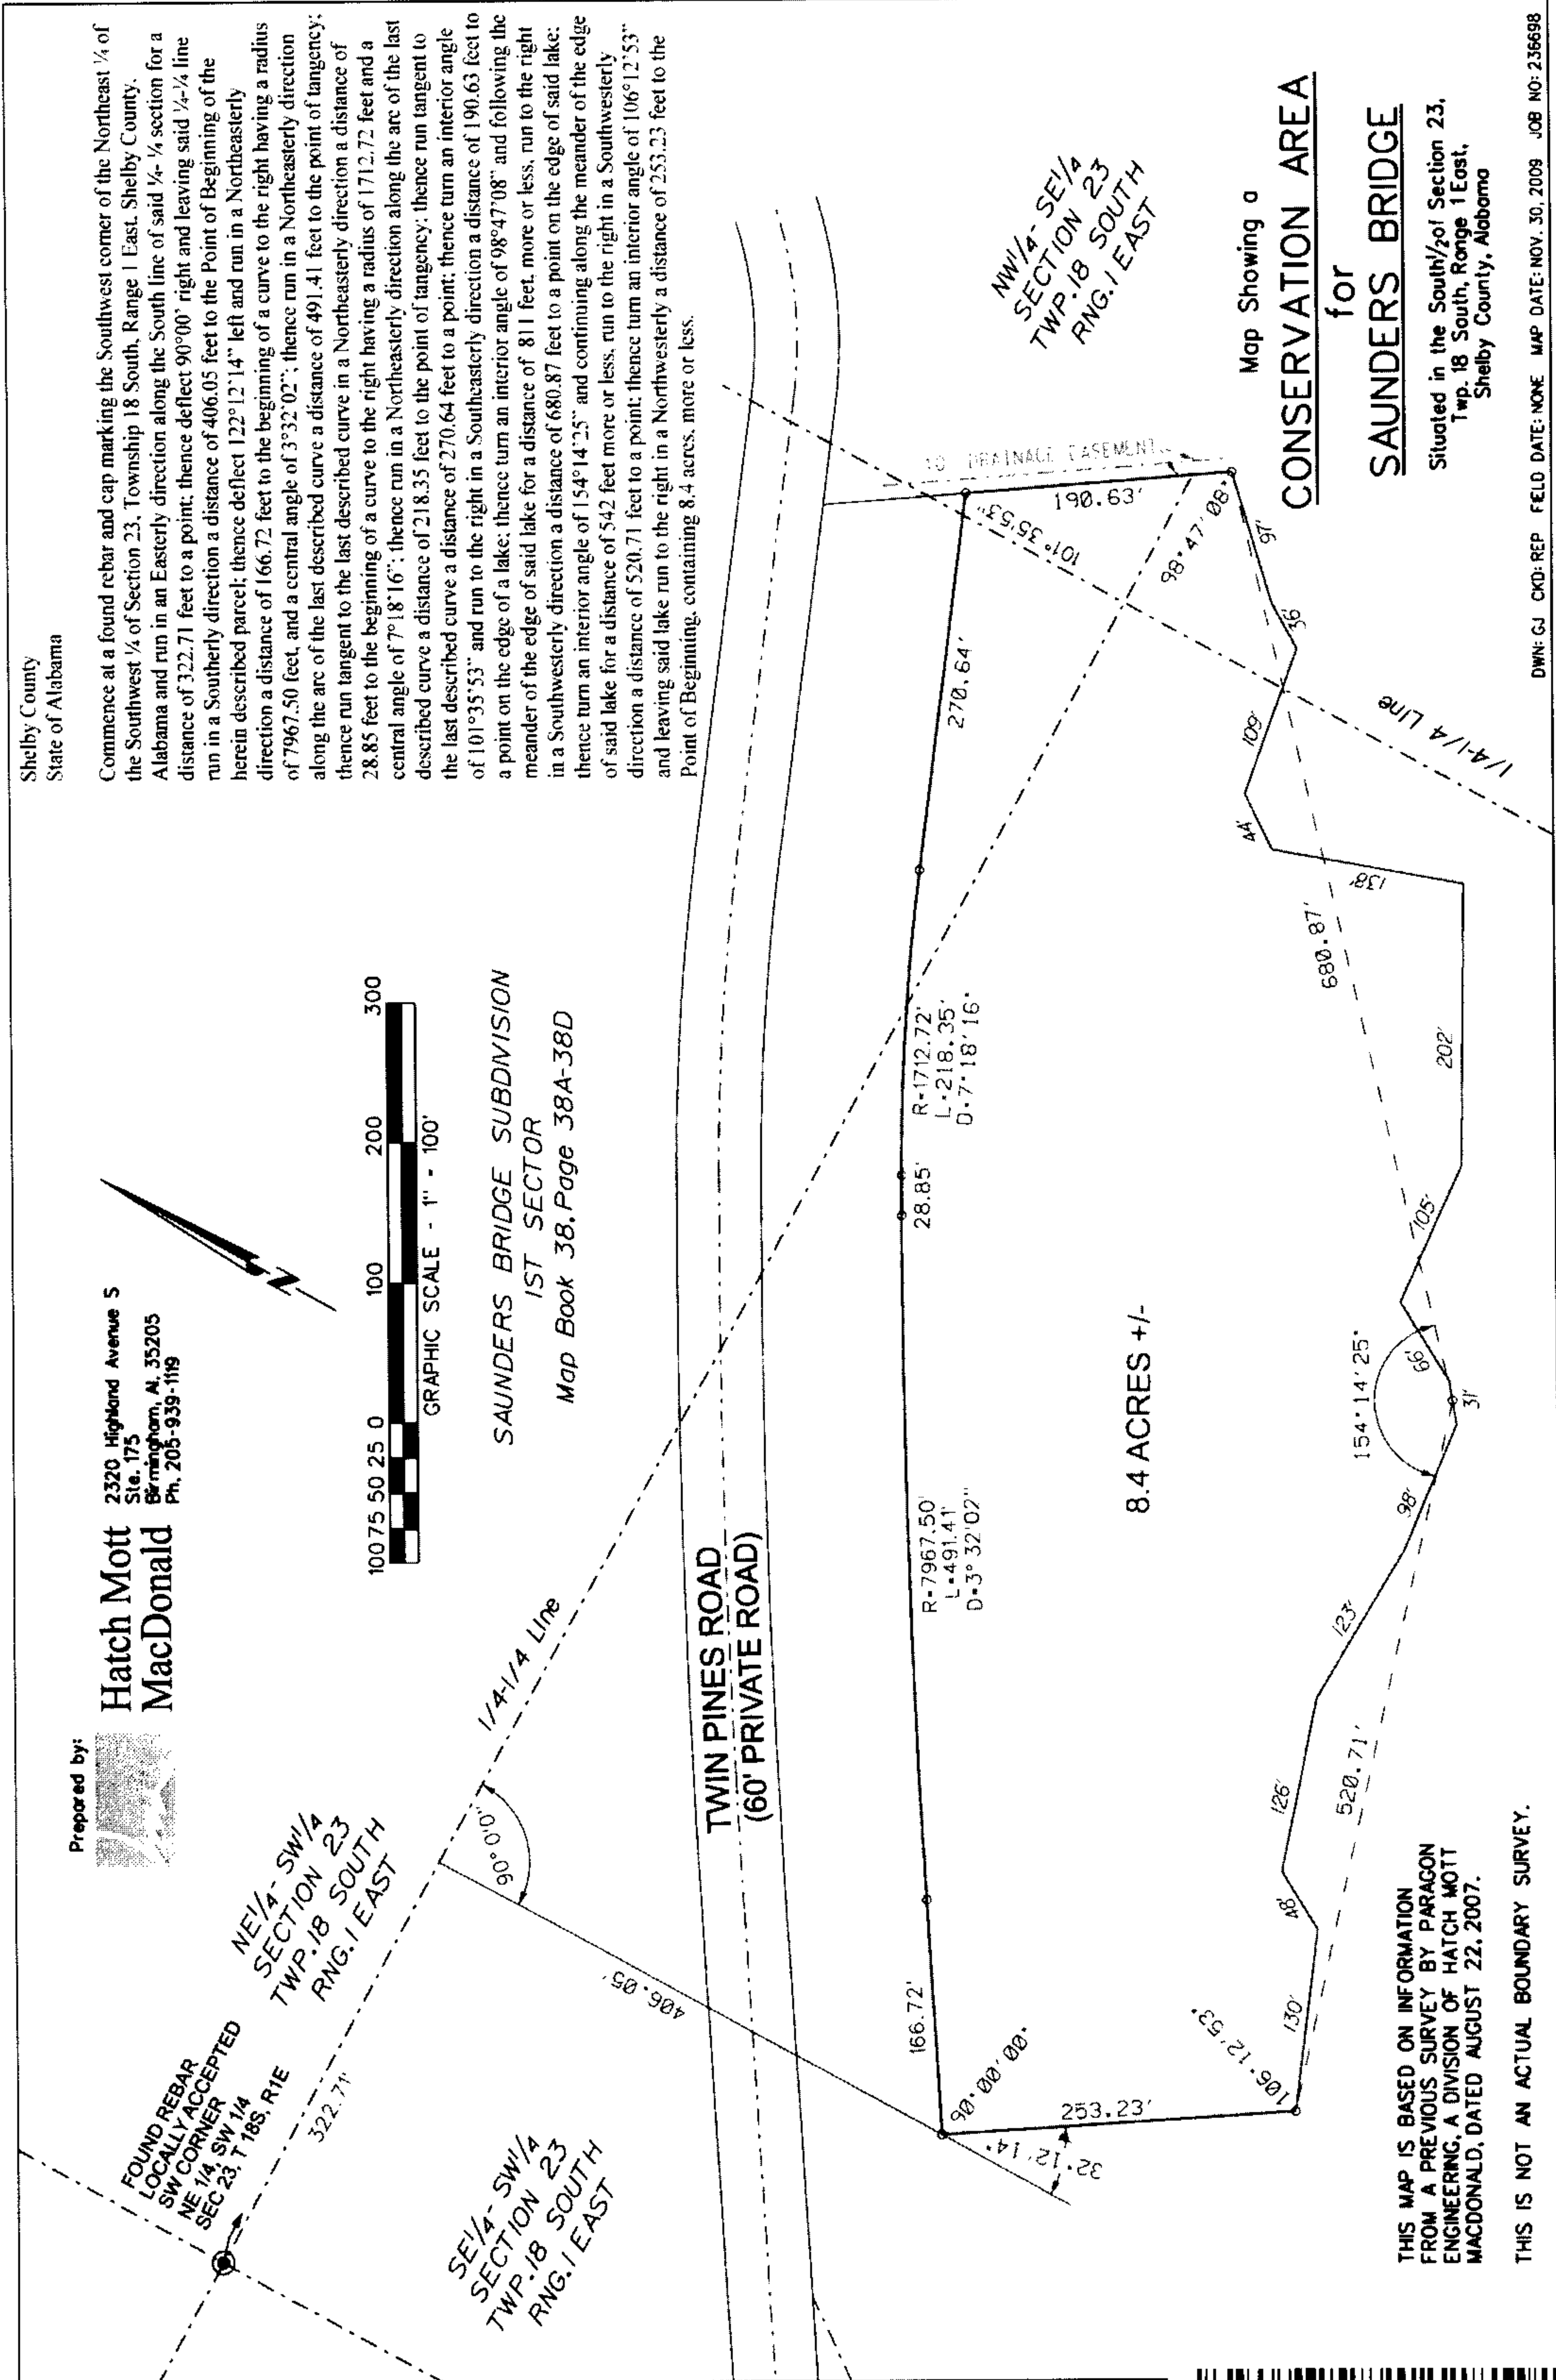 Shelby County
State of Alabama
Commence at a found rebar and cap marking the Southwest corner of the Northeast ¼ of
the Southwest ¼ of Section 23, Township 18 South, Range 1 East, Shelby County,
Alabama and run in an Easterly direction along the South line of said ¼- ¼ section for a
distance of 322.71 feet to a point; thence deflect 90°00' right and leaving said ¼-¼ line
run in a Southerly direction a distance of 406.05 feet to the Point of Beginning of the
herein described parcel; thence deflect 122°12'14" left and run in a Northeasterly
direction a distance of 166.72 feet to the beginning of a curve to the right having a radius
of 7967.50 feet, and a central angle of 3°32'02"; thence run in a Northeasterly direction
along the arc of the last described curve a distance of 491.41 feet to the point of tangency;
thence run tangent to the last described curve in a Northeasterly direction a distance of
28.85 feet to the beginning of a curve to the right having a radius of 1712.72 feet and a
central angle of 7°18'16"; thence run in a Northeasterly direction along the arc of the last
described curve a distance of 218.35 feet to the point of tangency; thence run tangent to
the last described curve a distance of 270.64 feet to a point; thence turn an interior angle
of 101°35'53" and run to the right in a Southeasterly direction a distance of 190.63 feet to
a point on the edge of a lake; thence turn an interior angle of 98°47'08" and following the
meander of the edge of said lake for a distance of 811 feet, more or less, run to the right
in a Southwesterly direction a distance of 680.87 feet to a point on the edge of said lake;
thence turn an interior angle of 154°14'25" and continuing along the meander of the edge
of said lake for a distance of 542 feet more or less, run to the right in a Southwesterly
direction a distance of 520.71 feet to a point; thence turn an interior angle of 106°12'53"
and leaving said lake run to the right in a Northwesterly a distance of 253.23 feet to the
Point of Beginning, containing 8.4 acres, more or less.
Prepared by:
Hatch Mott
MacDonald
2320 Highland Avenue S
Ste. 175
Birmingham, Al, 35205
Ph. 205-939-1119
N
100 75 50 25 0 100 200 300
GRAPHIC SCALE - 1" - 100'
SAUNDERS BRIDGE SUBDIVISION
1ST SECTOR
Map Book 38, Page 38A-38D
FOUND REBAR
LOCALLY ACCEPTED
SW CORNER
NE 1/4, SW 1/4
SEC 23, T 18S, R1E
322.71'
NE1/4- SW1/4
SECTION 23
TWP.18 SOUTH
RNG.1 EAST
1/4-1/4 Line
90° 0'0"
SE1/4- SW1/4
SECTION 23
TWP.18 SOUTH
RNG.1 EAST
406.05'
TWIN PINES ROAD
(60' PRIVATE ROAD)
NW1/4- SE1/4
SECTION 23
TWP.18 SOUTH
RNG.1 EAST
10' DRAINAGE EASEMENT
166.72'
R=7967.50'
L=491.41'
D=3° 32'02"
28.85'
R=1712.72'
L=218.35'
D=7°18'16"
270.64'
101°35'53"
190.63'
98°47'08"
90°00'00"
32°12'14"
253.23'
106°12'53"
8.4 ACRES +/-
154°14'25"
130'
48'
126'
520.71'
123'
98'
31'
66'
105'
202'
680.87'
138'
44'
109'
36'
97'
1/4-1/4 Line
THIS MAP IS BASED ON INFORMATION
FROM A PREVIOUS SURVEY BY PARAGON
ENGINEERING, A DIVISION OF HATCH MOTT
MACDONALD, DATED AUGUST 22, 2007.
THIS IS NOT AN ACTUAL BOUNDARY SURVEY.
Map Showing a
CONSERVATION AREA
for
SAUNDERS BRIDGE
Situated in the South1/2of Section 23,
Twp. 18 South, Range 1 East,
Shelby County, Alabama
DWN: GJ CKD: REP FIELD DATE: NONE MAP DATE: NOV. 30, 2009 JOB NO: 236698